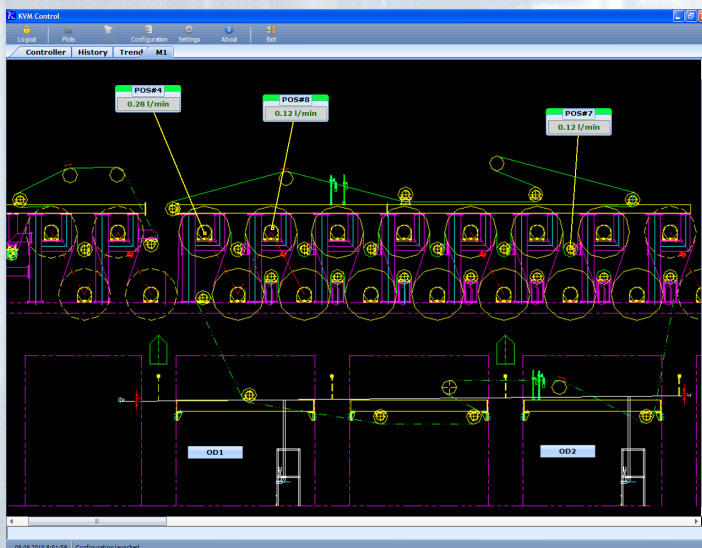 KVM Control
Logout Plots Configuration Settings About Exit
Controller History Trend M1
POS#4
0.28 l/min
POS#8
0.12 l/min
POS#7
0.12 l/min
OD1
OD2
Configuration launched